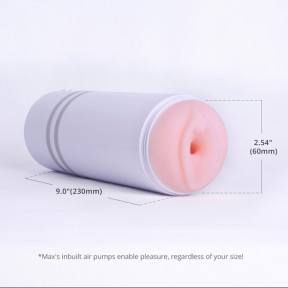 2.54"
(60mm)
9.0"(230mm)
*Max's inbuilt air pumps enable pleasure, regardless of your size!